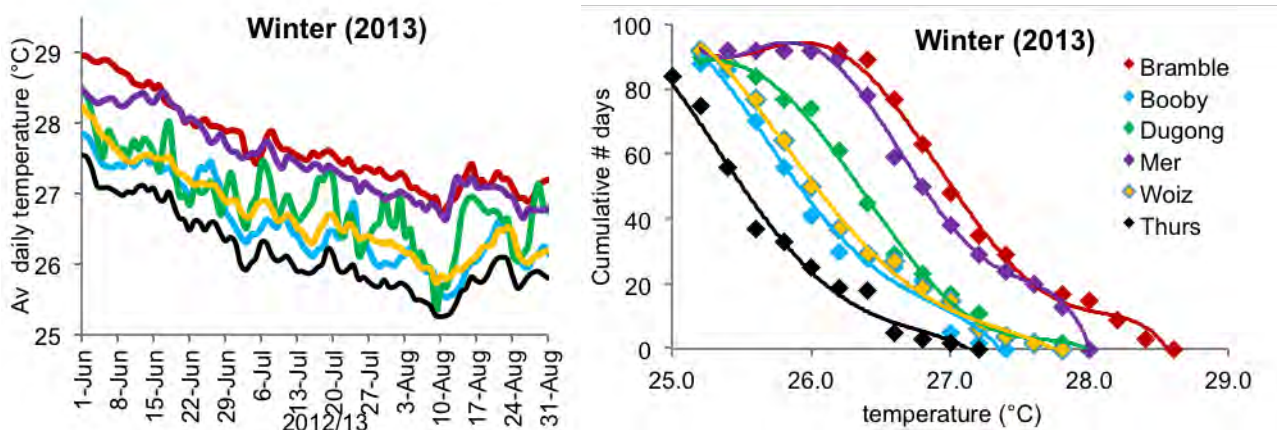 Winter (2013)
Av daily temperature (°C)
29
28
27
26
25
1-Jun
8-Jun
15-Jun
22-Jun
29-Jun
6-Jul
13-Jul
20-Jul
27-Jul
3-Aug
10-Aug
17-Aug
24-Aug
31-Aug
2012/13
Winter (2013)
Cumulative # days
100
80
60
40
20
0
25.0
26.0
27.0
28.0
29.0
temperature (°C)
Bramble
Booby
Dugong
Mer
Woiz
Thurs